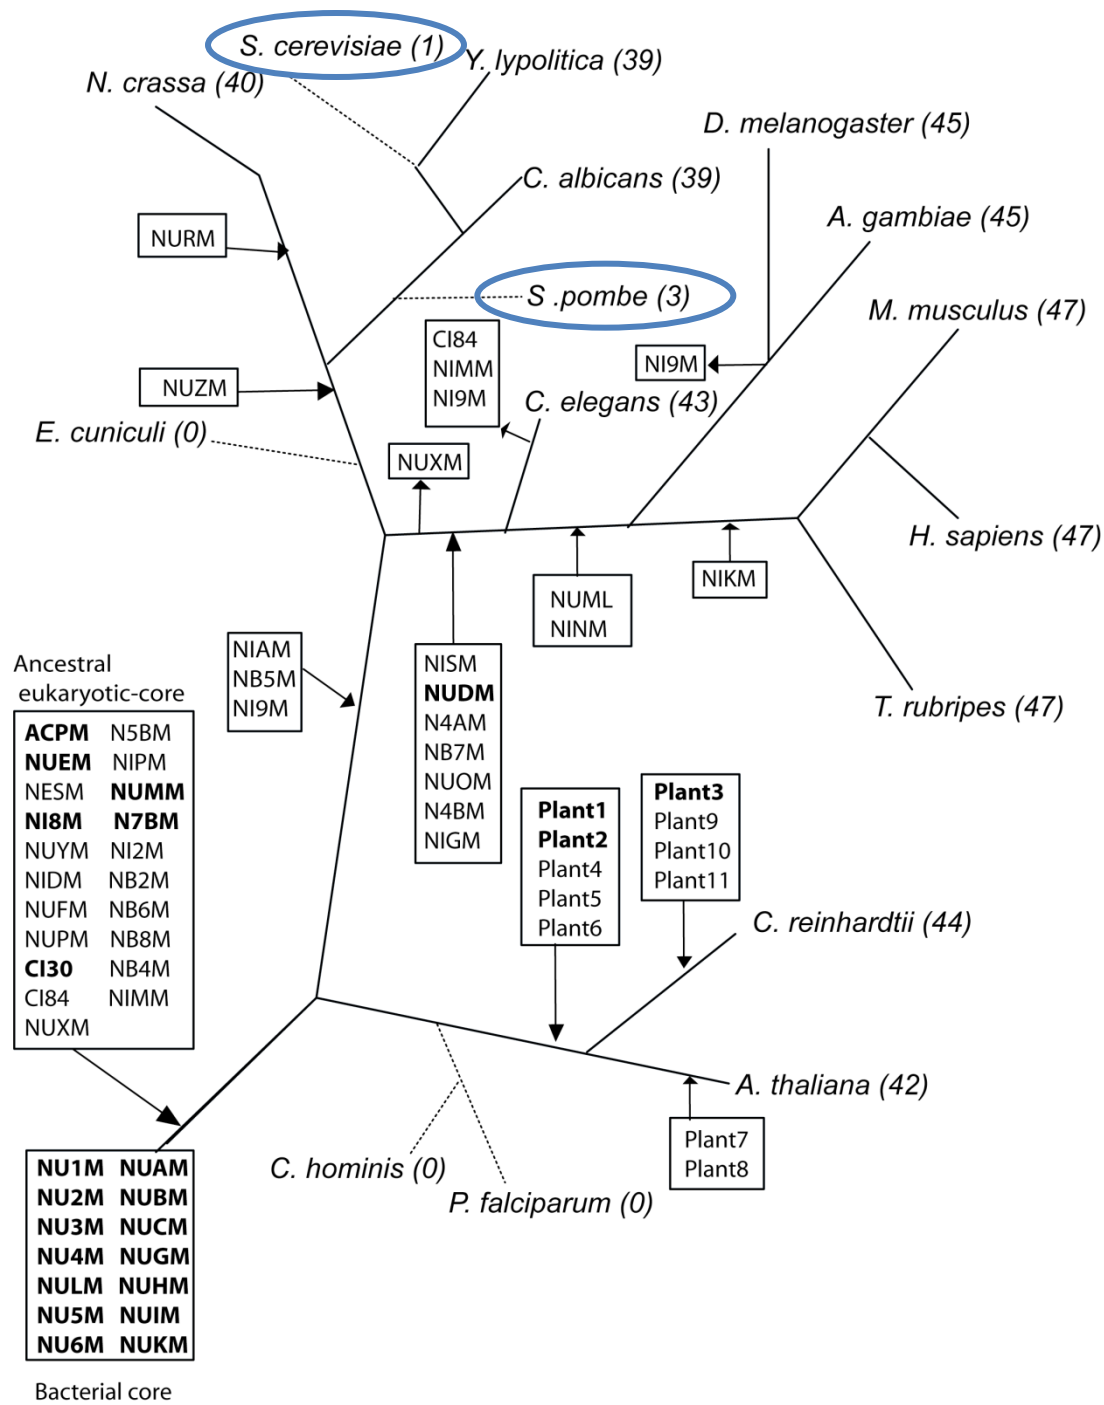 S. cerevisiae (1)
Y. lypolitica (39)
N. crassa (40)
D. melanogaster (45)
C. albicans (39)
A. gambiae (45)
NURM
S .pombe (3)
M. musculus (47)
CI84
NIMM
NI9M
NI9M
NUZM
C. elegans (43)
E. cuniculi (0)
NUXM
H. sapiens (47)
NIKM
NUML
NINM
NIAM
NB5M
NI9M
NISM
NUDM
N4AM
NB7M
NUOM
N4BM
NIGM
T. rubripes (47)
Ancestral
eukaryotic-core
ACPM N5BM
NUEM NIPM
NESM NUMM
NI8M N7BM
NUYM NI2M
NIDM NB2M
NUFM NB6M
NUPM NB8M
CI30 NB4M
CI84 NIMM
NUXM
Plant1
Plant2
Plant4
Plant5
Plant6
Plant3
Plant9
Plant10
Plant11
C. reinhardtii (44)
A. thaliana (42)
Plant7
Plant8
C. hominis (0)
P. falciparum (0)
NU1M NUAM
NU2M NUBM
NU3M NUCM
NU4M NUGM
NULM NUHM
NU5M NUIM
NU6M NUKM
Bacterial core